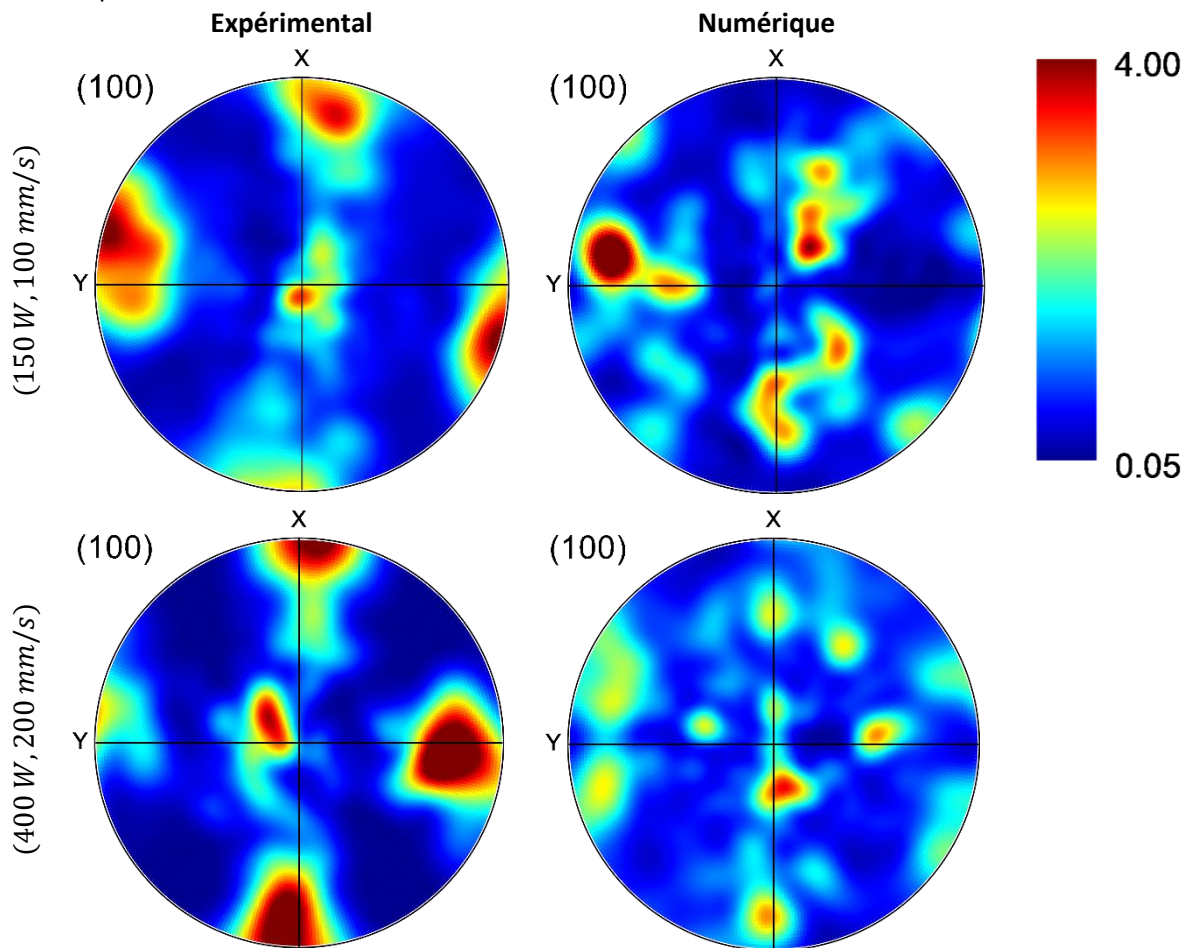 Expérimental
Numérique
X
X
(100)
(100)
4.00
(150 W, 100 mm/s)
Y
Y
0.05
X
X
(100)
(100)
(400 W, 200 mm/s)
Y
Y